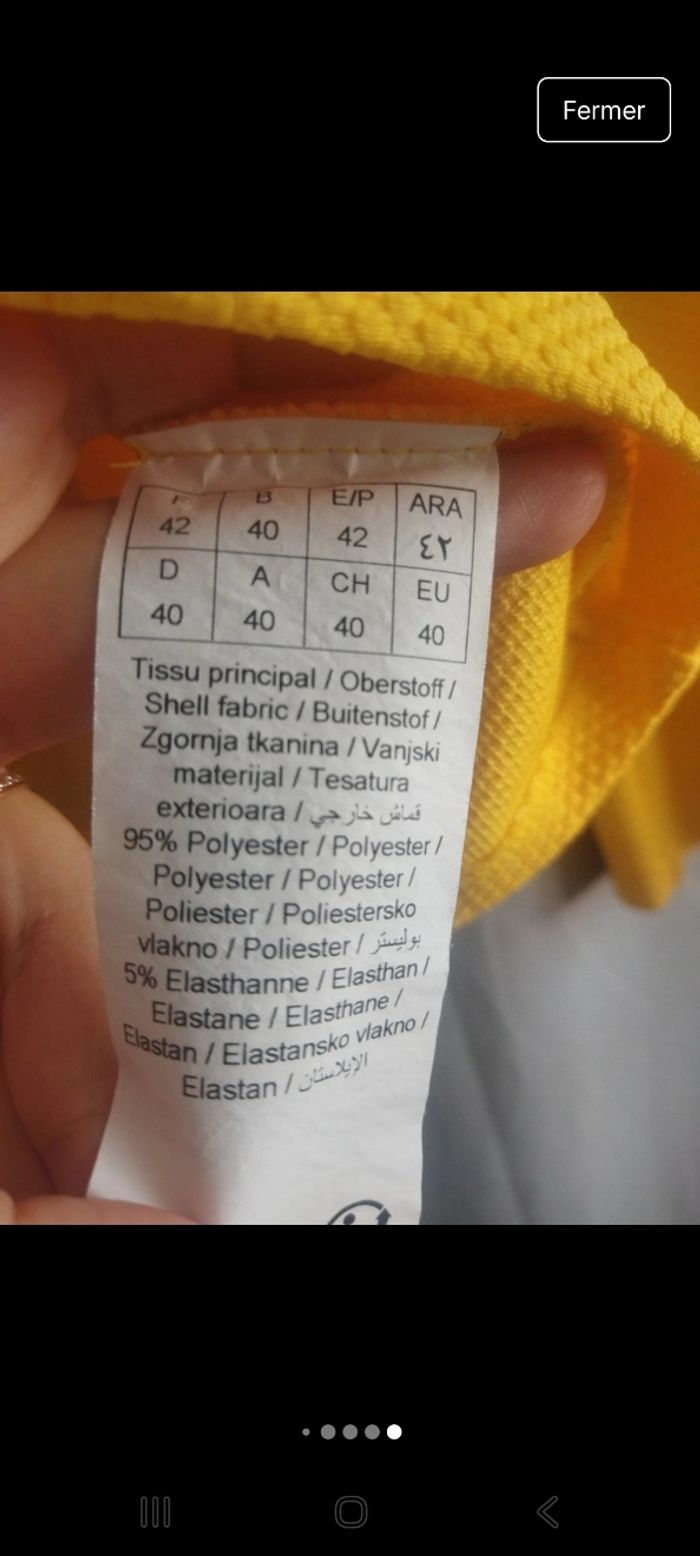 Fermer
F B E/P ARA
42 40 42 ٤٢
D A CH EU
40 40 40 40
Tissu principal / Oberstoff /
Shell fabric / Buitenstof /
Zgornja tkanina / Vanjski
materijal / Tesatura
exterioara / قماش خارجي
95% Polyester / Polyester /
Polyester / Polyester /
Poliester / Poliestersko
vlakno / Poliester / بوليستر
5% Elasthanne / Elasthan /
Elastane / Elasthane /
Elastan / Elastansko vlakno /
Elastan / الإيلاستان